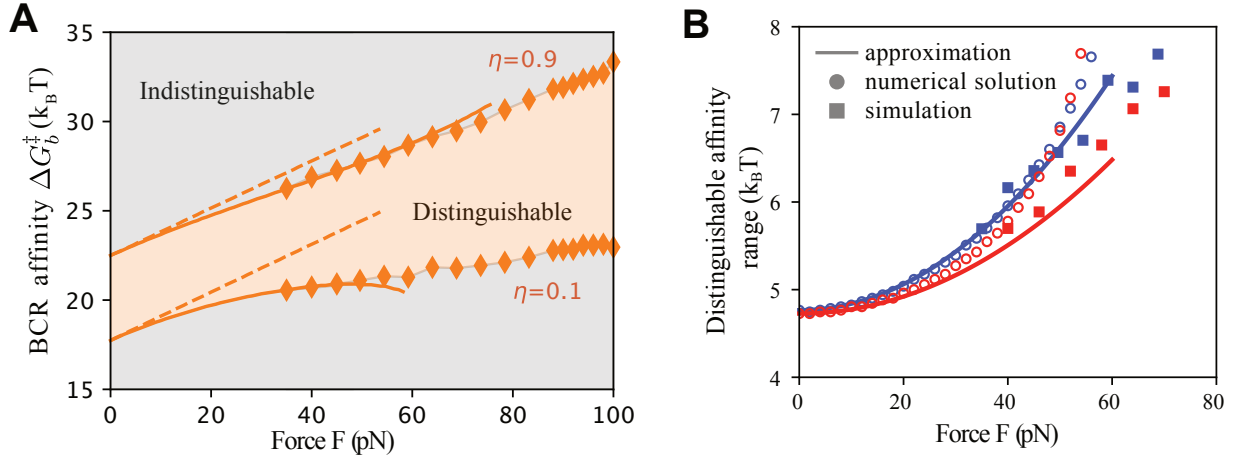 A
BCR affinity ΔG‡b (kBT)
35
30
25
20
15
Indistinguishable
η=0.9
Distinguishable
η=0.1
0 20 40 60 80 100
Force F (pN)
B
Distinguishable affinity
range (kBT)
8
7
6
5
4
approximation
numerical solution
simulation
0 20 40 60 80
Force F (pN)